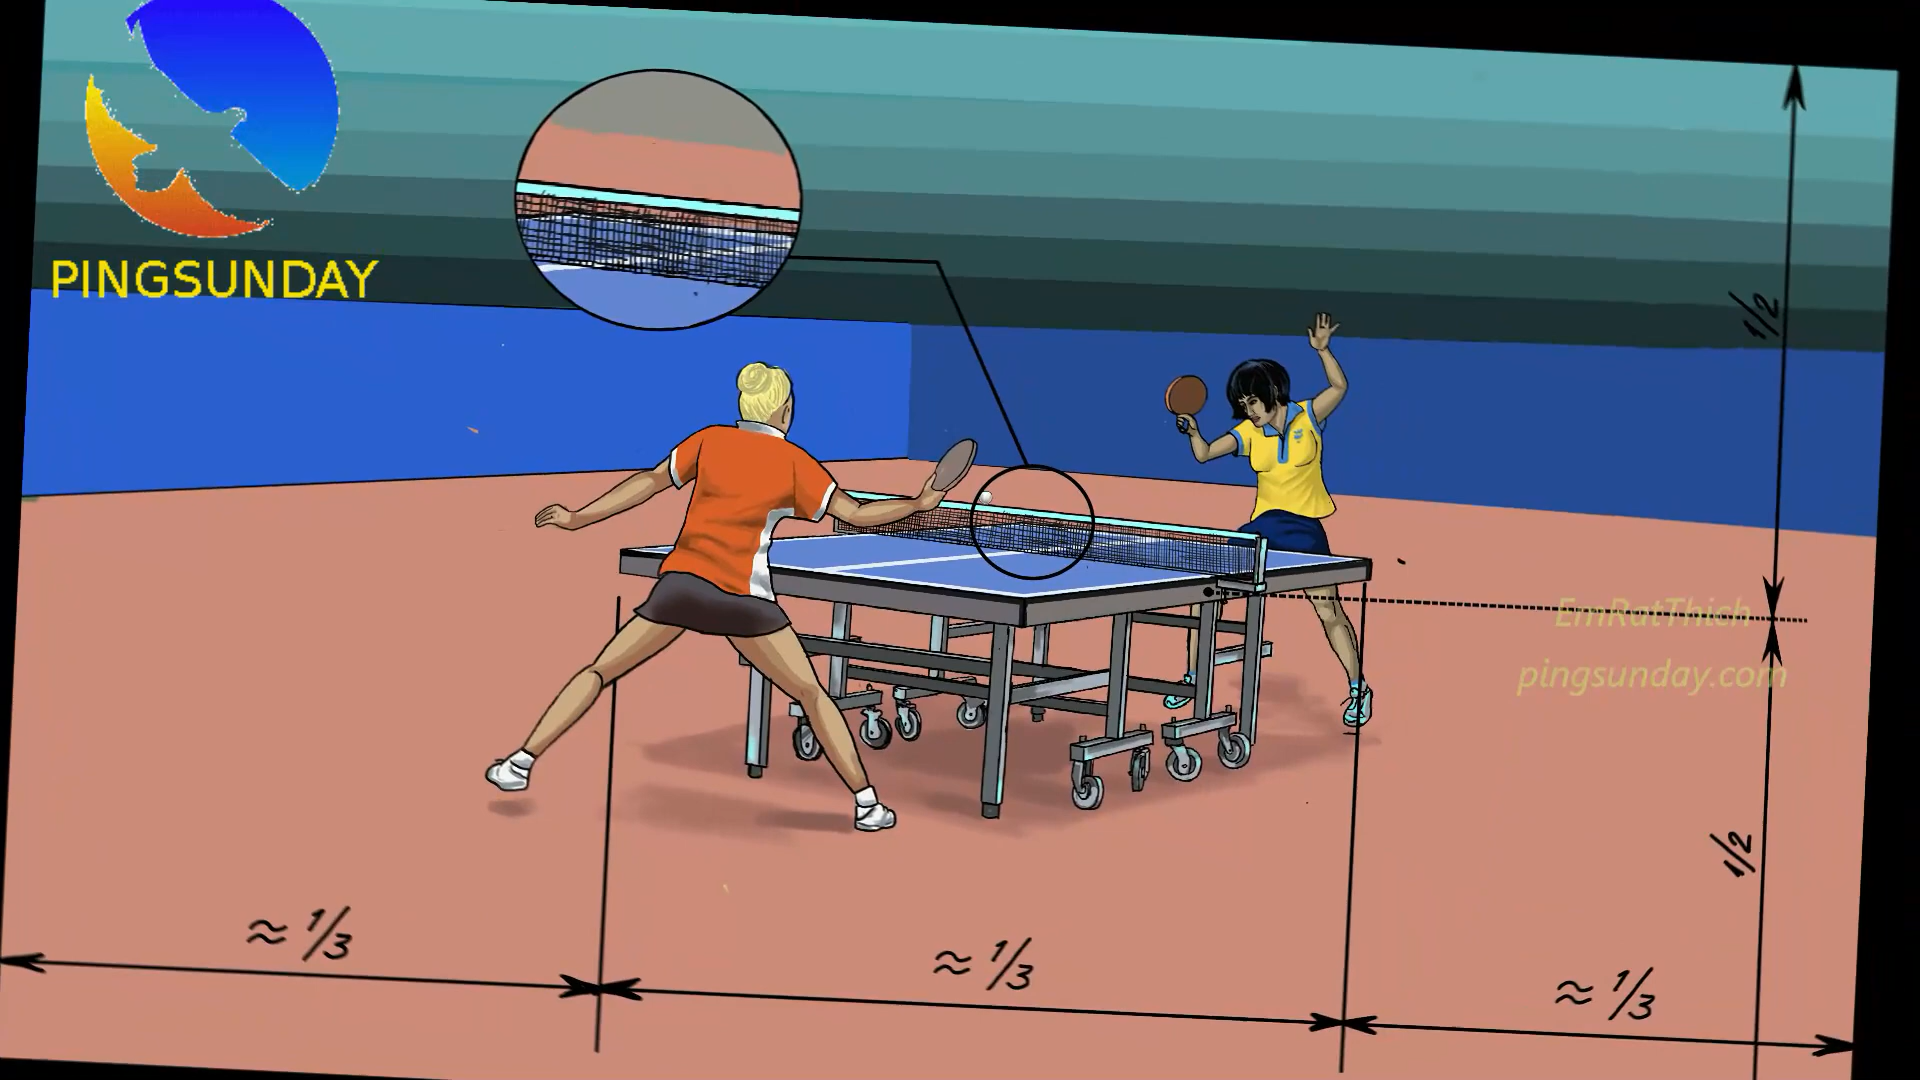 PINGSUNDAY
1/2
EmRatThich
pingsunday.com
1/2
≈ 1/3
≈ 1/3
≈ 1/3